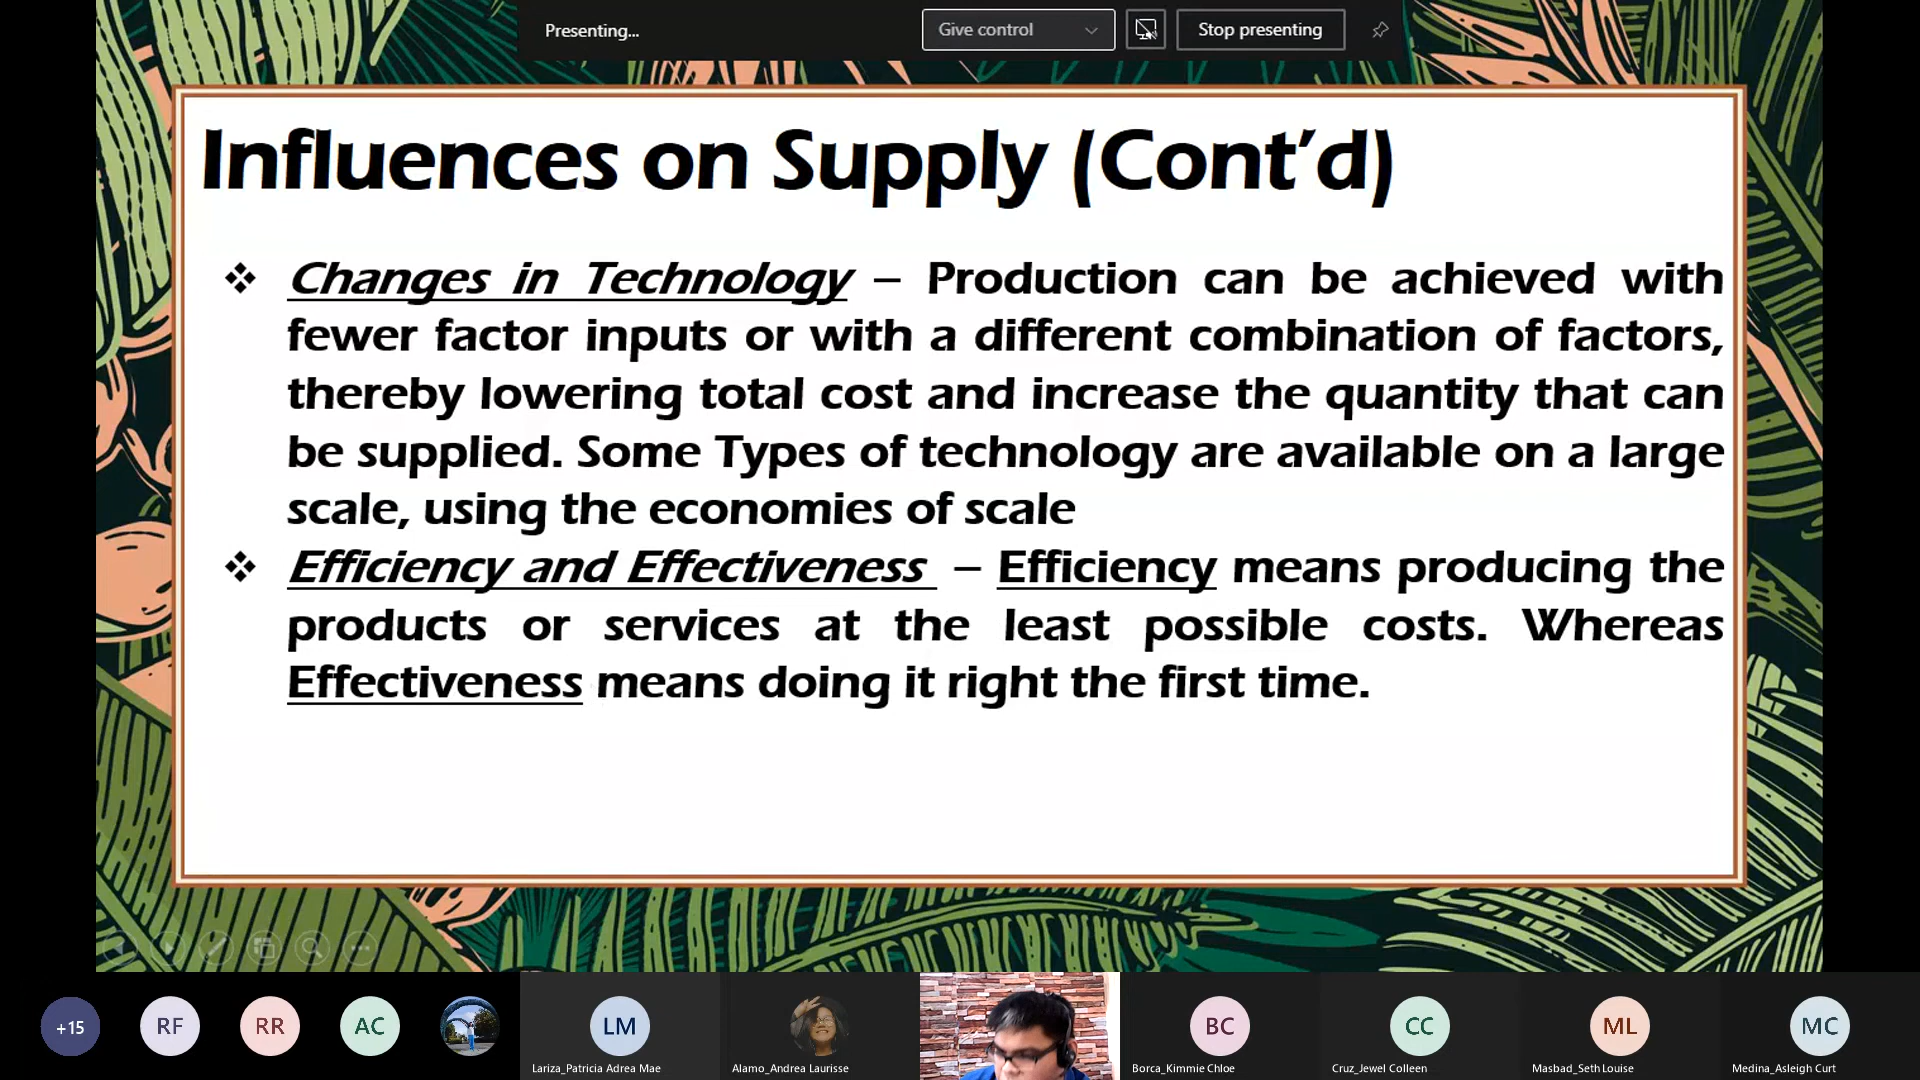 Presenting...
Give control
Stop presenting
Influences on Supply (Cont’d)
❖ Changes in Technology – Production can be achieved with
fewer factor inputs or with a different combination of factors,
thereby lowering total cost and increase the quantity that can
be supplied. Some Types of technology are available on a large
scale, using the economies of scale
❖ Efficiency and Effectiveness – Efficiency means producing the
products or services at the least possible costs. Whereas
Effectiveness means doing it right the first time.
+15
RF
RR
AC
LM
BC
CC
ML
MC
Lariza_Patricia Adrea Mae
Alamo_Andrea Laurisse
Borca_Kimmie Chloe
Cruz_Jewel Colleen
Masbad_Seth Louise
Medina_Asleigh Curt